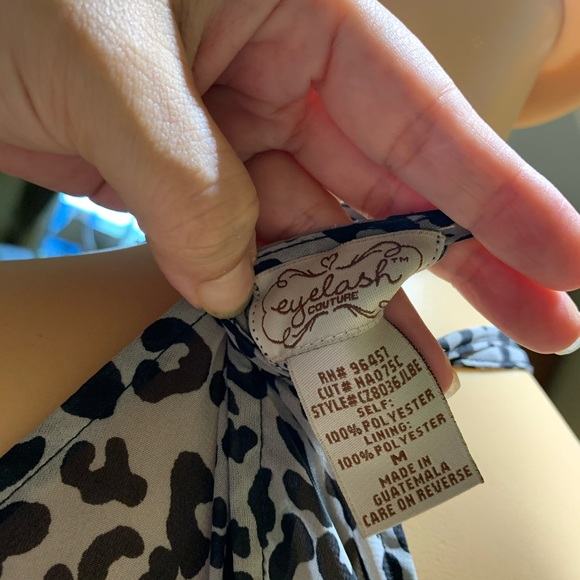 eyelash™
COUTURE
RN# 96457
CUT# NA075C
STYLE# CZ8036JLBE
SELF:
100% POLYESTER
LINING:
100% POLYESTER
M
MADE IN
GUATEMALA
CARE ON REVERSE